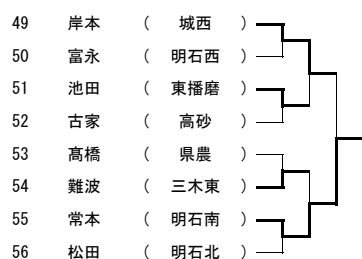 49 岸本 ( 城西 )
50 富永 ( 明石西 )
51 池田 ( 東播磨 )
52 古家 ( 高砂 )
53 髙橋 ( 県農 )
54 難波 ( 三木東 )
55 常本 ( 明石南 )
56 松田 ( 明石北 )